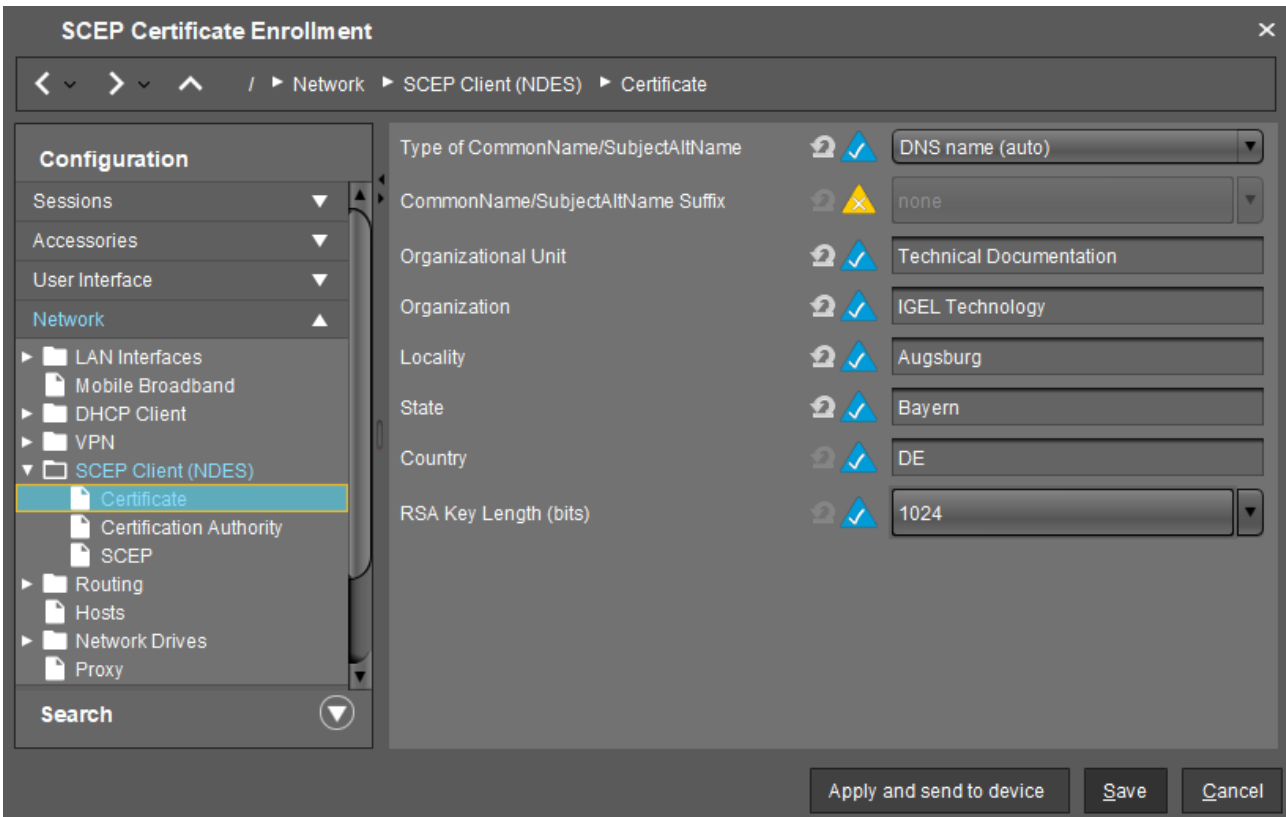 SCEP Certificate Enrollment
/ Network SCEP Client (NDES) Certificate
Configuration
Sessions
Accessories
User Interface
Network
LAN Interfaces
Mobile Broadband
DHCP Client
VPN
SCEP Client (NDES)
Certificate
Certification Authority
SCEP
Routing
Hosts
Network Drives
Proxy
Search
Type of CommonName/SubjectAltName DNS name (auto)
CommonName/SubjectAltName Suffix none
Organizational Unit Technical Documentation
Organization IGEL Technology
Locality Augsburg
State Bayern
Country DE
RSA Key Length (bits) 1024
Apply and send to device Save Cancel